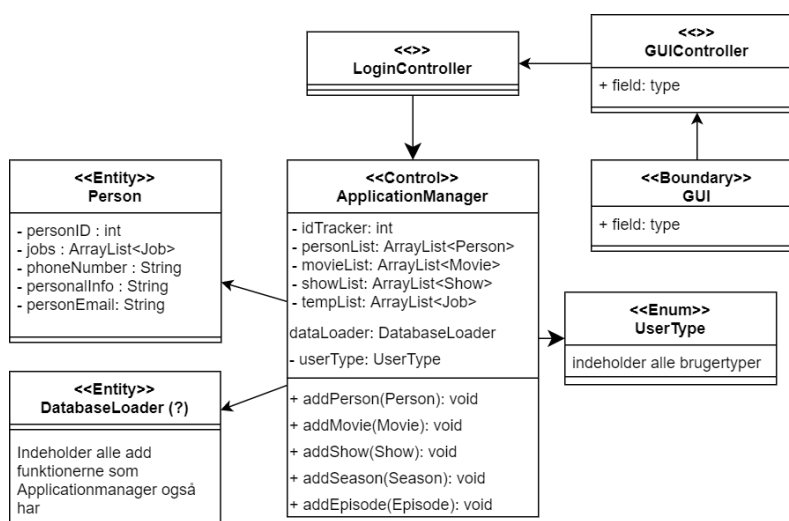 <<>>
LoginController
<<>>
GUIController
+ field: type
<<Entity>>
Person
- personID : int
- jobs : ArrayList<Job>
- phoneNumber : String
- personalInfo : String
- personEmail: String
<<Control>>
ApplicationManager
- idTracker: int
- personList: ArrayList<Person>
- movieList: ArrayList<Movie>
- showList: ArrayList<Show>
- tempList: ArrayList<Job>
dataLoader: DatabaseLoader
- userType: UserType
+ addPerson(Person): void
+ addMovie(Movie): void
+ addShow(Show): void
+ addSeason(Season): void
+ addEpisode(Episode): void
<<Boundary>>
GUI
+ field: type
<<Enum>>
UserType
indeholder alle brugertyper
<<Entity>>
DatabaseLoader (?)
Indeholder alle add
funktionerne som
Applicationmanager også
har